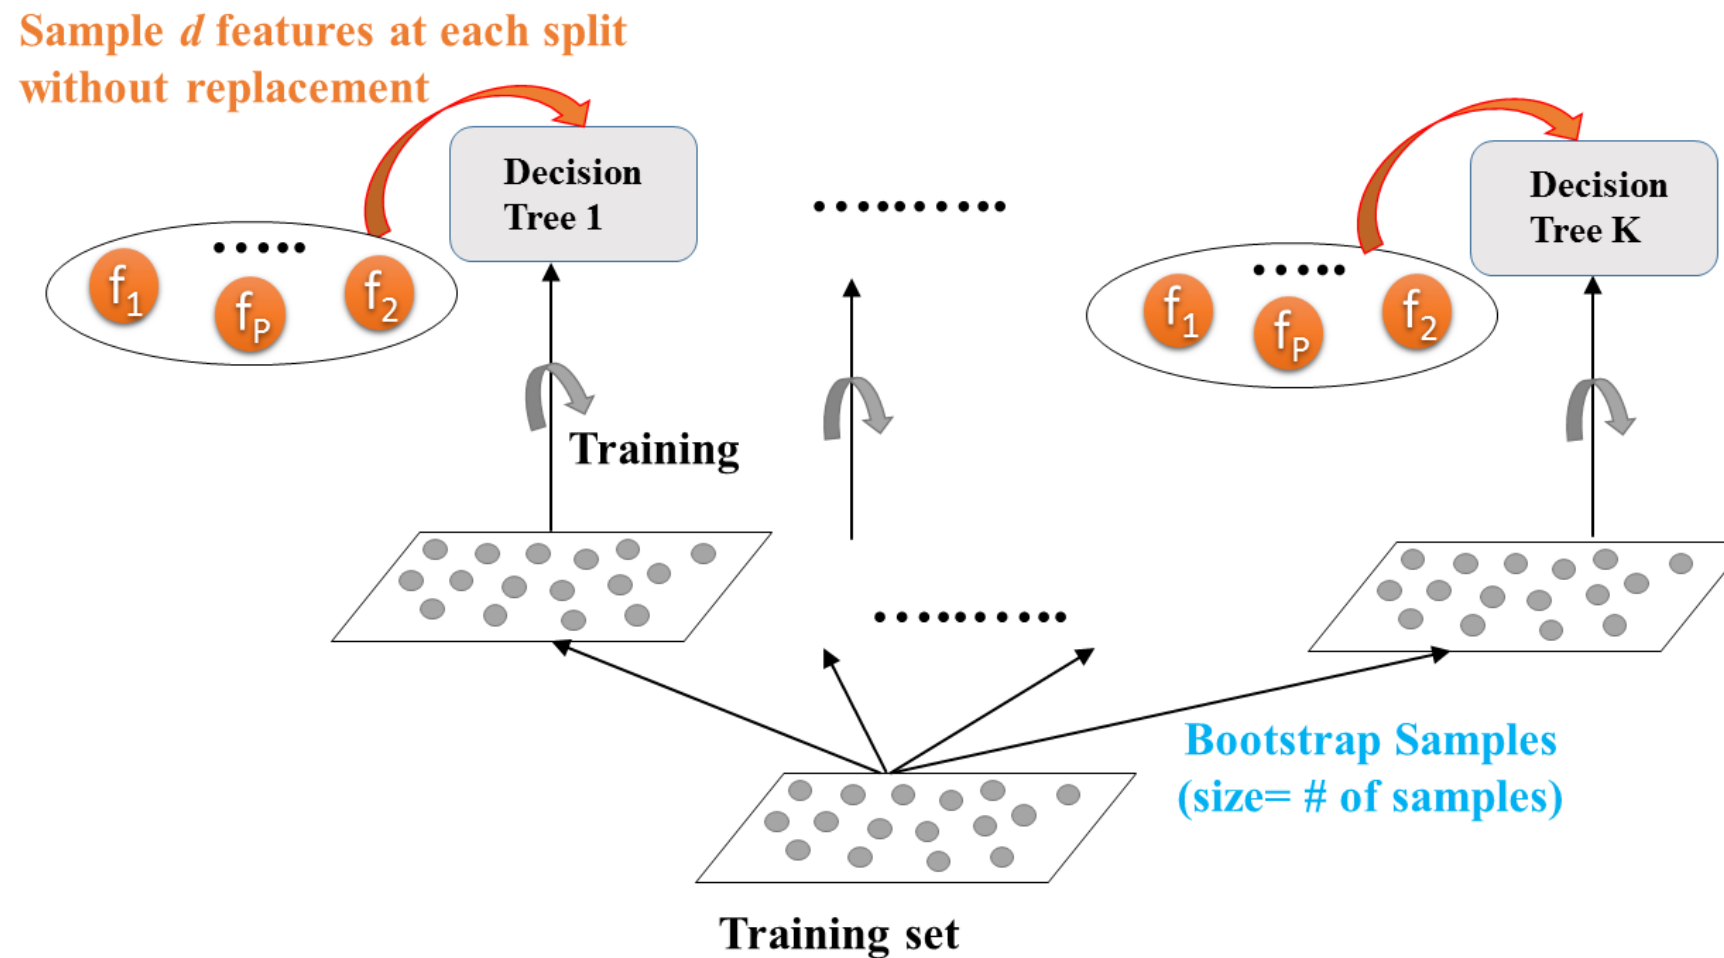 Sample d features at each split
without replacement
Decision
Tree 1
Decision
Tree K
f1
fP
f2
f1
fP
f2
Training
Bootstrap Samples
(size= # of samples)
Training set